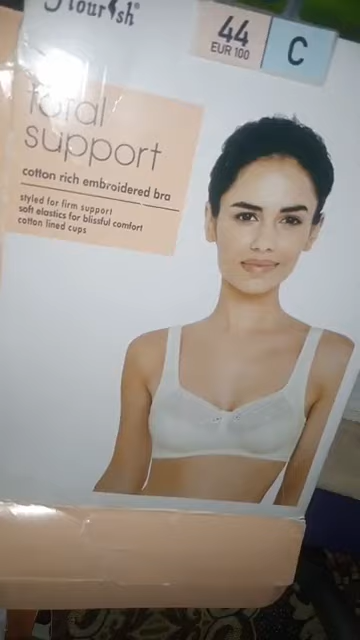 flourish®
44
EUR 100
C
total
support
cotton rich embroidered bra
styled for firm support
soft elastics for blissful comfort
cotton lined cups